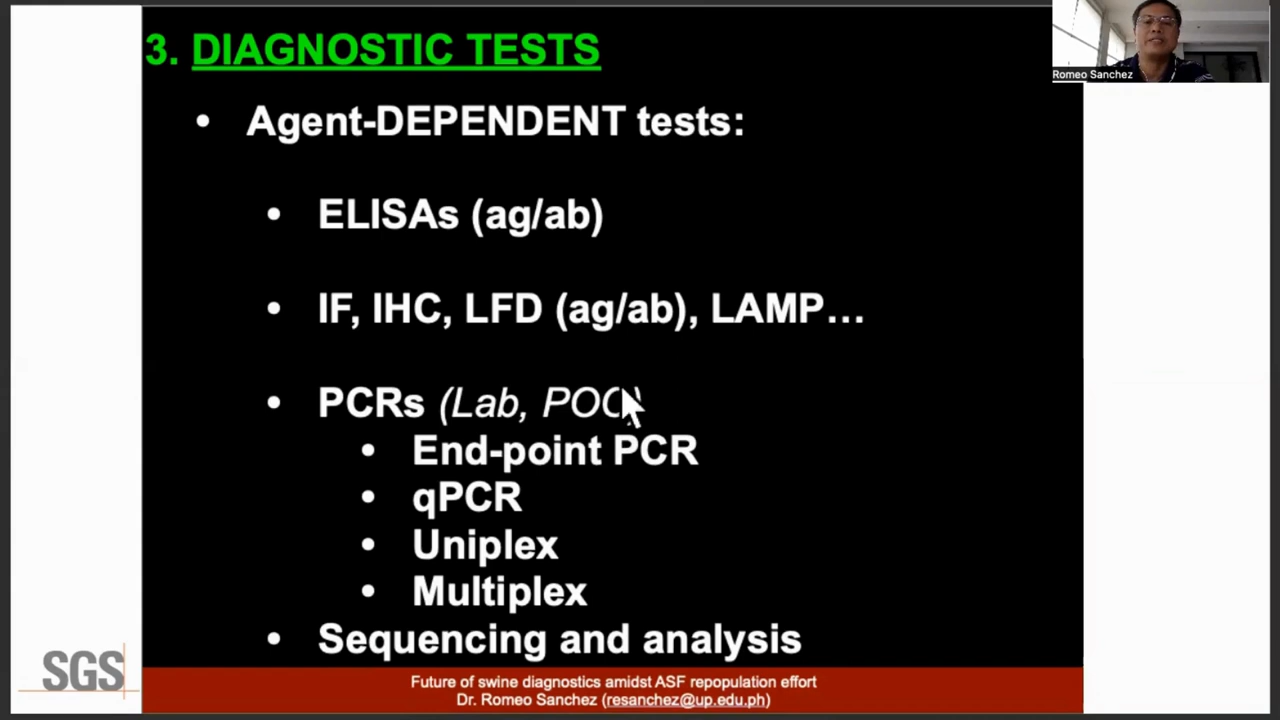 3. DIAGNOSTIC TESTS
Romeo Sanchez
• Agent-DEPENDENT tests:
• ELISAs (ag/ab)
• IF, IHC, LFD (ag/ab), LAMP…
• PCRs (Lab, POC)
• End-point PCR
• qPCR
• Uniplex
• Multiplex
• Sequencing and analysis
SGS
Future of swine diagnostics amidst ASF repopulation effort
Dr. Romeo Sanchez (resanchez@up.edu.ph)